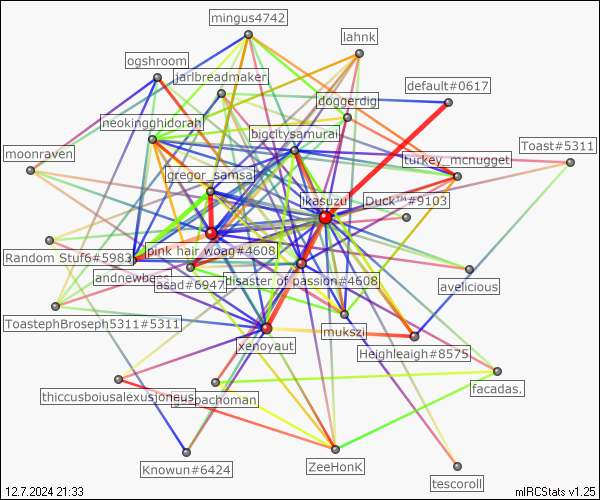 mingus4742
lahnk
ogshroom
jarlbreadmaker
default#0617
doggerdig
neokingghidorah
bigcitysamurai
Toast#5311
moonraven
turkey_mcnugget
gregor_samsa
ikasuzu
Duck™#9103
Random Stuf6#5983
pink hair woag#4608
andnewbess
asad#6947
disaster of passion#4608
avelicious
ToastephBroseph5311#5311
mukszi
xenoyaut
Heighleaigh#8575
facadas.
thiccusboiusalexusjoneus
gazpachoman
Knowun#6424
ZeeHonK
tescoroll
12.7.2024 21:33
mIRCStats v1.25